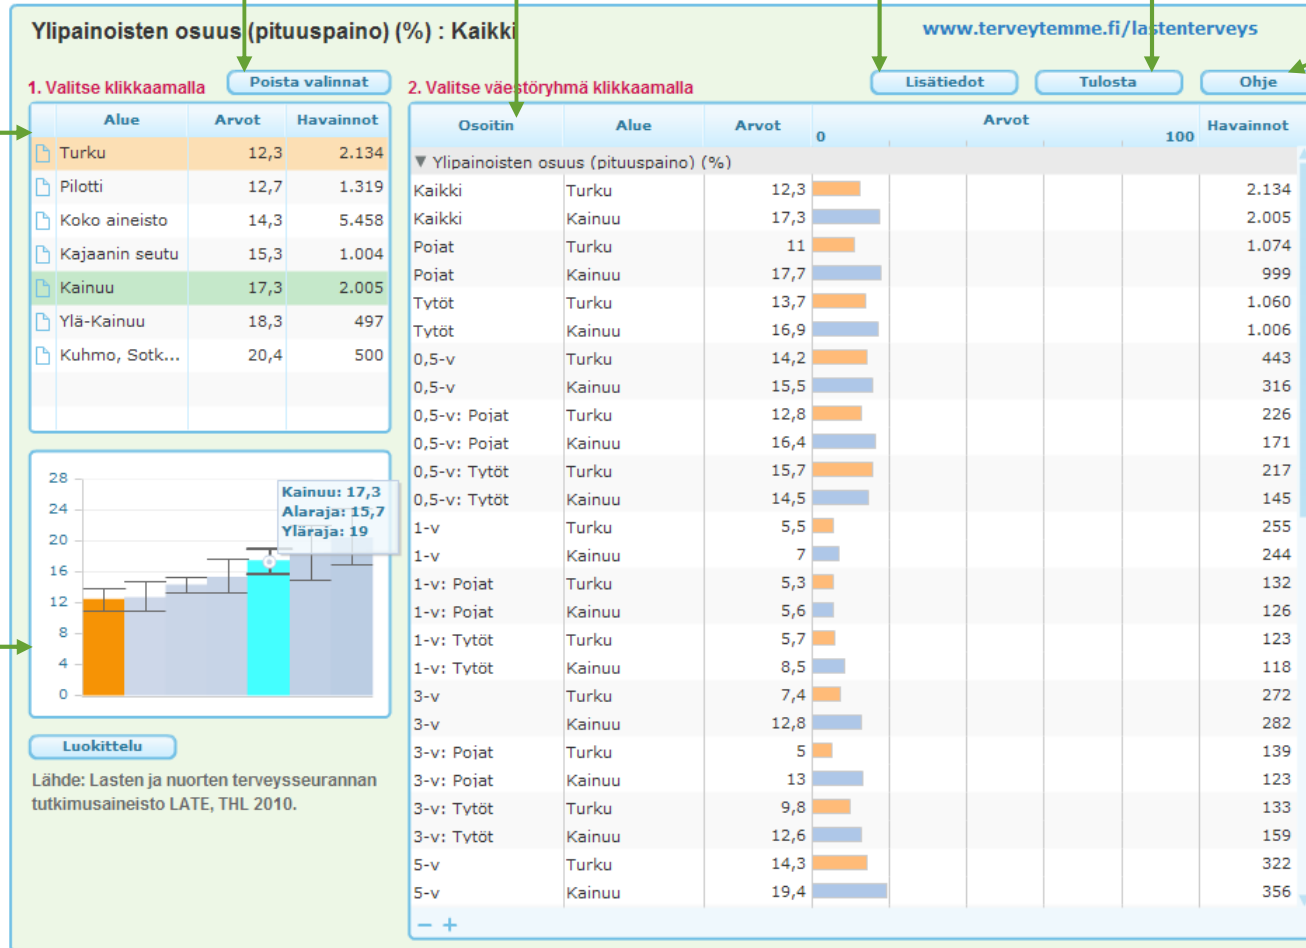 Ylipainoisten osuus (pituuspaino) (%) : Kaikki
www.terveytemme.fi/lastenterveys
1. Valitse klikkaamalla
Poista valinnat
2. Valitse väestöryhmä klikkaamalla
Lisätiedot
Tulosta
Ohje
Alue Arvot Havainnot
Turku 12,3 2.134
Pilotti 12,7 1.319
Koko aineisto 14,3 5.458
Kajaanin seutu 15,3 1.004
Kainuu 17,3 2.005
Ylä-Kainuu 18,3 497
Kuhmo, Sotk... 20,4 500
28
24
20
16
12
8
4
0
Kainuu: 17,3
Alaraja: 15,7
Yläraja: 19
Luokittelu
Lähde: Lasten ja nuorten terveysseurannan
tutkimusaineisto LATE, THL 2010.
Osoitin Alue Arvot Arvot Havainnot
0 100
▼ Ylipainoisten osuus (pituuspaino) (%)
Kaikki Turku 12,3 2.134
Kaikki Kainuu 17,3 2.005
Pojat Turku 11 1.074
Pojat Kainuu 17,7 999
Tytöt Turku 13,7 1.060
Tytöt Kainuu 16,9 1.006
0,5-v Turku 14,2 443
0,5-v Kainuu 15,5 316
0,5-v: Pojat Turku 12,8 226
0,5-v: Pojat Kainuu 16,4 171
0,5-v: Tytöt Turku 15,7 217
0,5-v: Tytöt Kainuu 14,5 145
1-v Turku 5,5 255
1-v Kainuu 7 244
1-v: Pojat Turku 5,3 132
1-v: Pojat Kainuu 5,6 126
1-v: Tytöt Turku 5,7 123
1-v: Tytöt Kainuu 8,5 118
3-v Turku 7,4 272
3-v Kainuu 12,8 282
3-v: Pojat Turku 5 139
3-v: Pojat Kainuu 13 123
3-v: Tytöt Turku 9,8 133
3-v: Tytöt Kainuu 12,6 159
5-v Turku 14,3 322
5-v Kainuu 19,4 356
− +